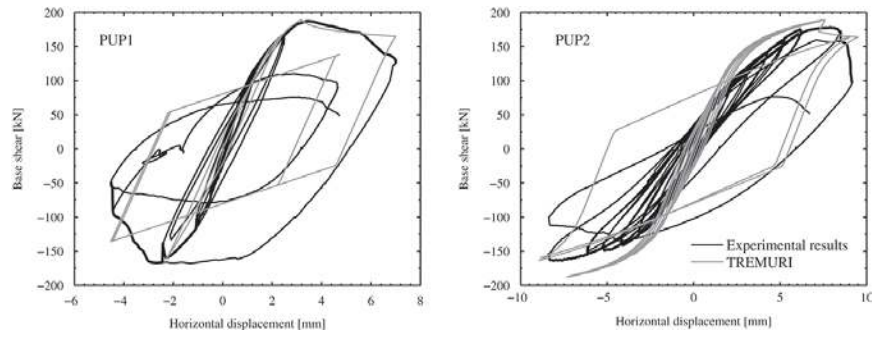 PUP1
200
150
100
50
0
−50
−100
−150
−200
Base shear [kN]
−6 −4 −2 0 2 4 6 8
Horizontal displacement [mm]
PUP2
200
150
100
50
0
−50
−100
−150
−200
Base shear [kN]
Experimental results
TREMURI
−10 −5 0 5 10
Horizontal displacement [mm]